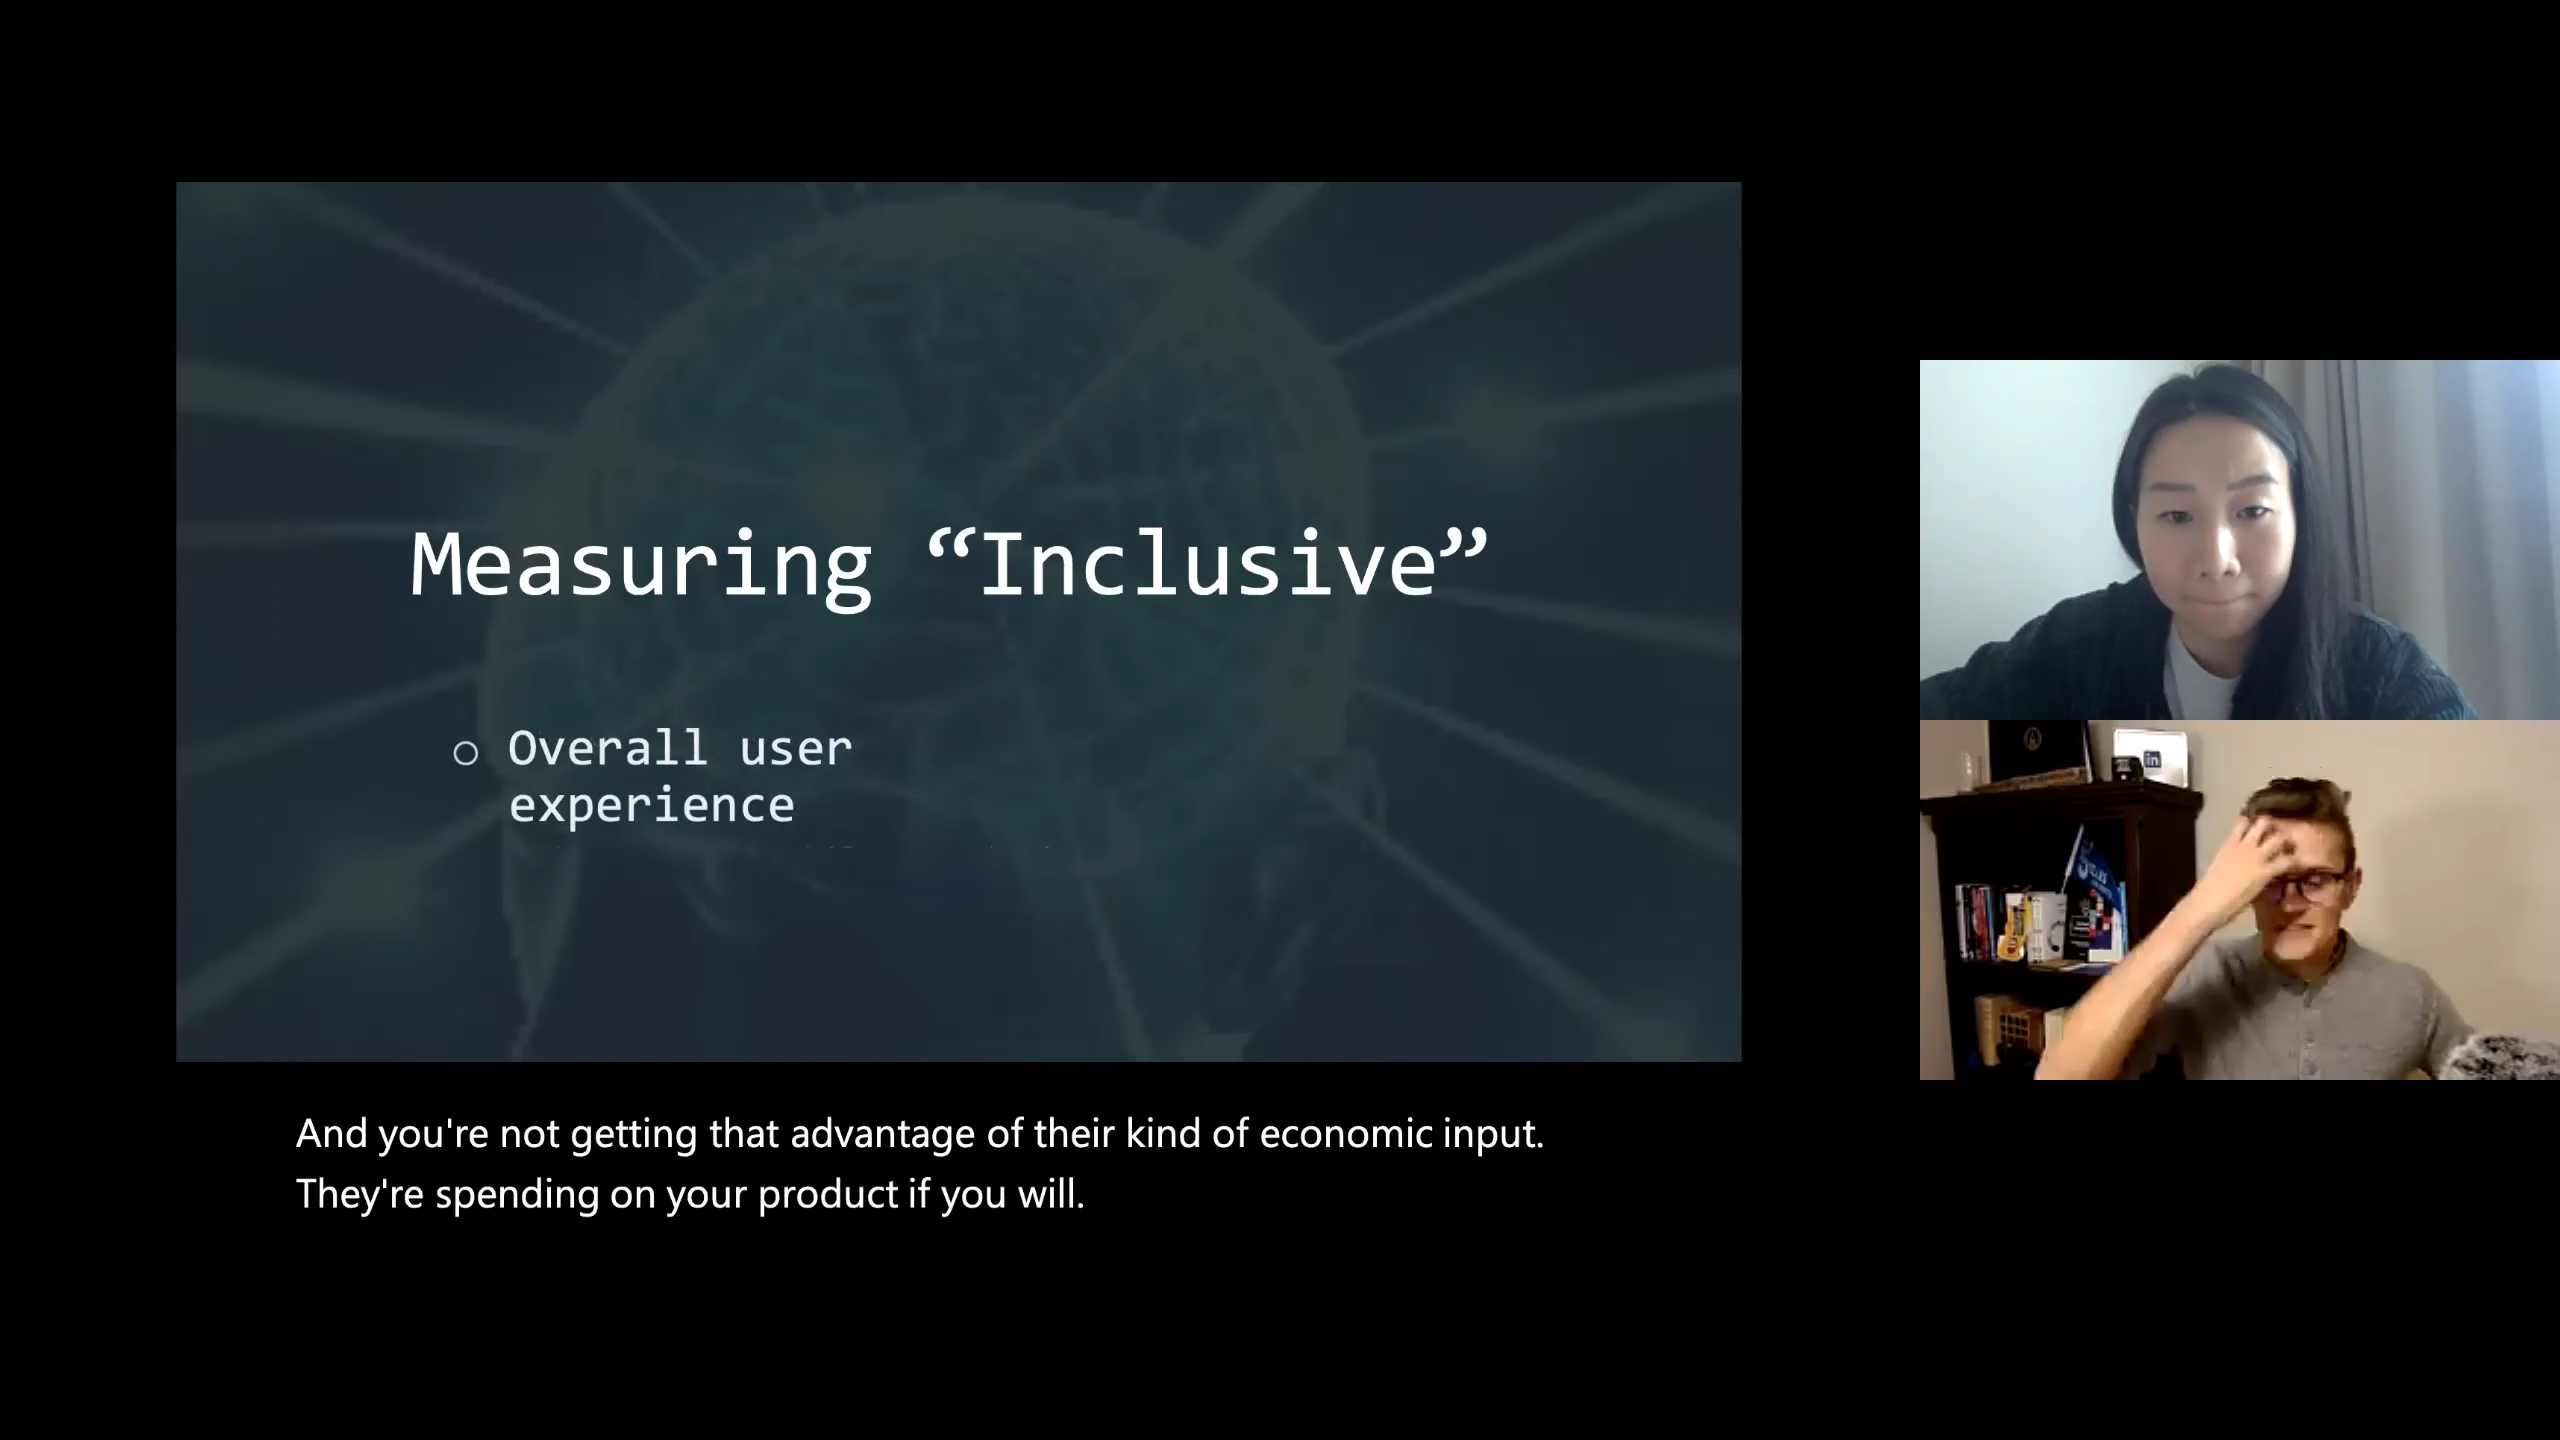 Measuring “Inclusive”
○ Overall user
experience
And you're not getting that advantage of their kind of economic input.
They're spending on your product if you will.
in